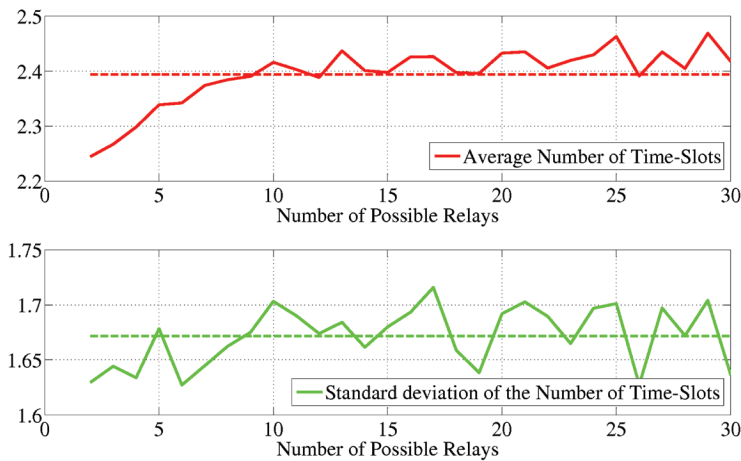 2.5
2.4
2.3
2.2
Average Number of Time-Slots
0 5 10 15 20 25 30
Number of Possible Relays
1.75
1.7
1.65
1.6
Standard deviation of the Number of Time-Slots
0 5 10 15 20 25 30
Number of Possible Relays